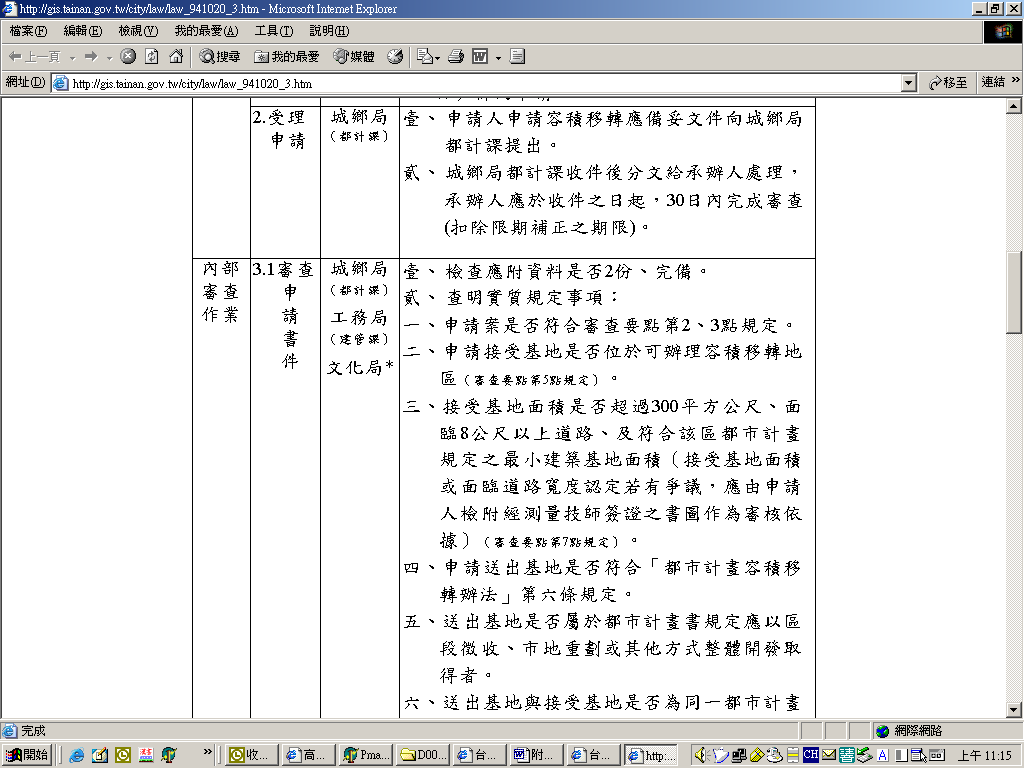 http://gis.tainan.gov.tw/city/law/law_941020_3.htm - Microsoft Internet Explorer
檔案(F) 編輯(E) 檢視(V) 我的最愛(A) 工具(T) 說明(H)
上一頁 搜尋 我的最愛 媒體
網址(D) http://gis.tainan.gov.tw/city/law/law_941020_3.htm 移至 連結 »
2.受理
申請
城鄉局
（都計課）
壹、申請人申請容積移轉應備妥文件向城鄉局
都計課提出。
貳、城鄉局都計課收件後分文給承辦人處理，
承辦人應於收件之日起，30日內完成審查
(扣除限期補正之期限)。
內部
審查
作業
3.1審查
申
請
書
件
城鄉局
（都計課）
工務局
（建管課）
文化局*
壹、檢查應附資料是否2份、完備。
貳、查明實質規定事項：
一、申請案是否符合審查要點第2、3點規定。
二、申請接受基地是否位於可辦理容積移轉地
區（審查要點第5點規定）。
三、接受基地面積是否超過300平方公尺、面
臨8公尺以上道路、及符合該區都市計畫
規定之最小建築基地面積（接受基地面積
或面臨道路寬度認定若有爭議，應由申請
人檢附經測量技師簽證之書圖作為審核依
據）（審查要點第7點規定）。
四、申請送出基地是否符合「都市計畫容積移
轉辦法」第六條規定。
五、送出基地是否屬於都市計畫書規定應以區
段徵收、市地重劃或其他方式整體開發取
得者。
六、送出基地與接受基地是否為同一都市計畫
完成 網際網路
開始 » 收... 高... Pma... D00... 台... 附... 台... http:... CH A 上午 11:15